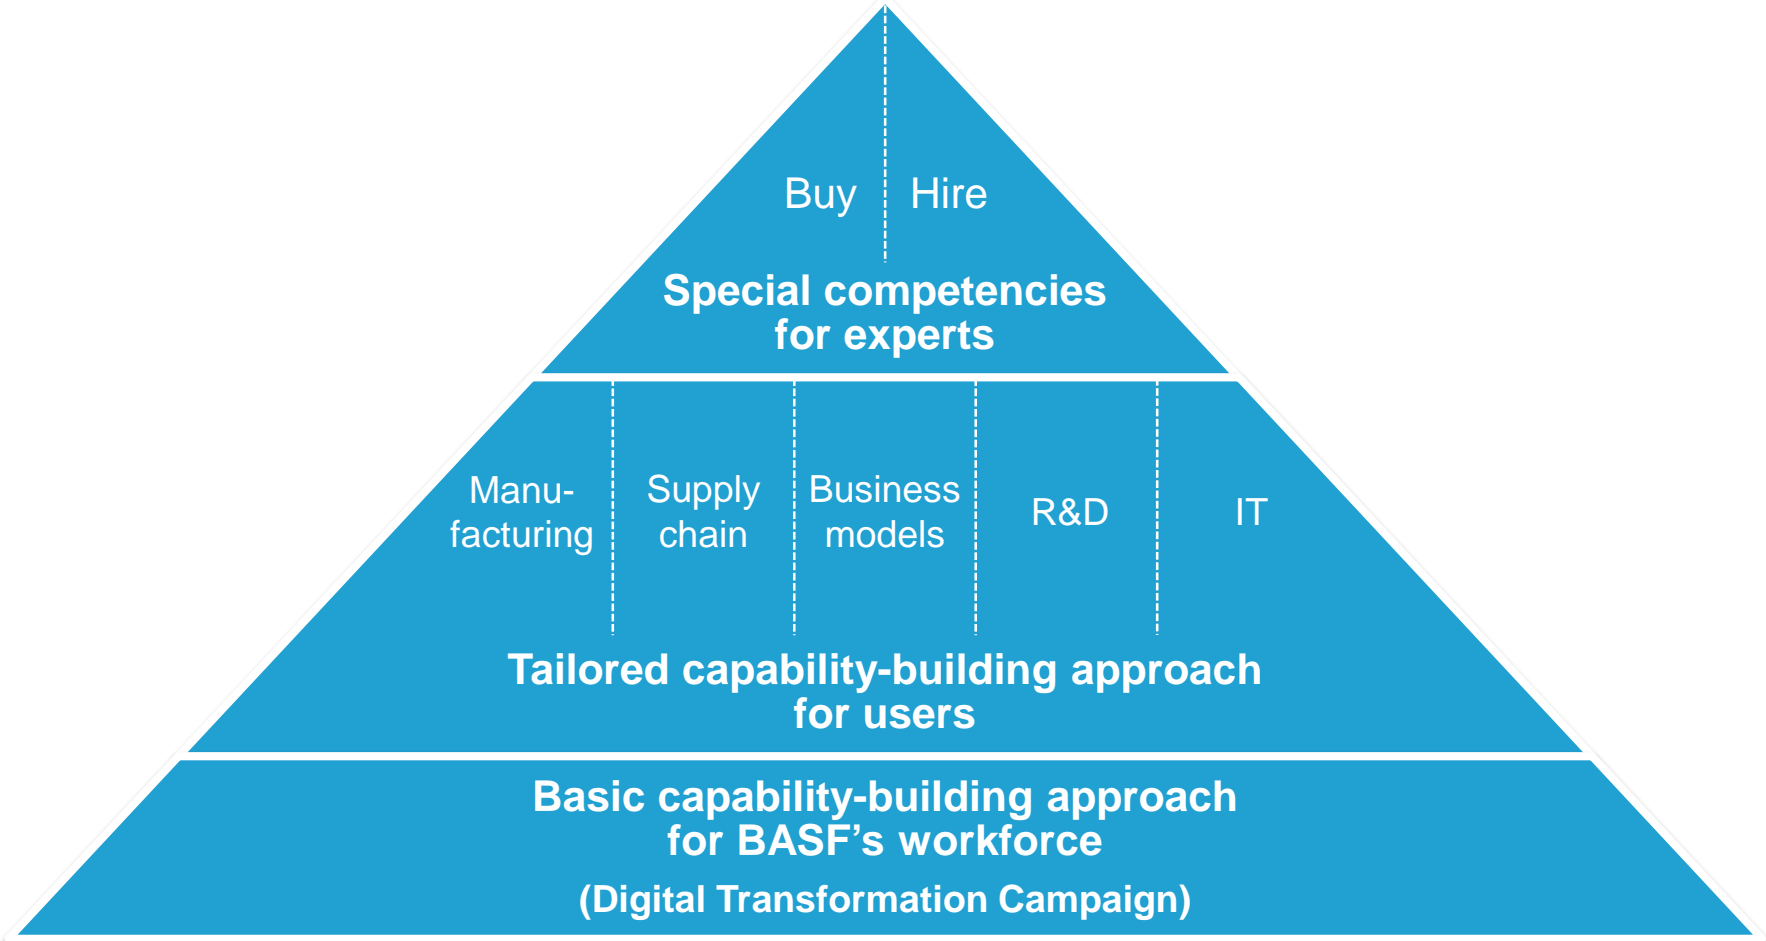 Buy
Hire
Special competencies
for experts
Manu-
facturing
Supply
chain
Business
models
R&D
IT
Tailored capability-building approach
for users
Basic capability-building approach
for BASF’s workforce
(Digital Transformation Campaign)